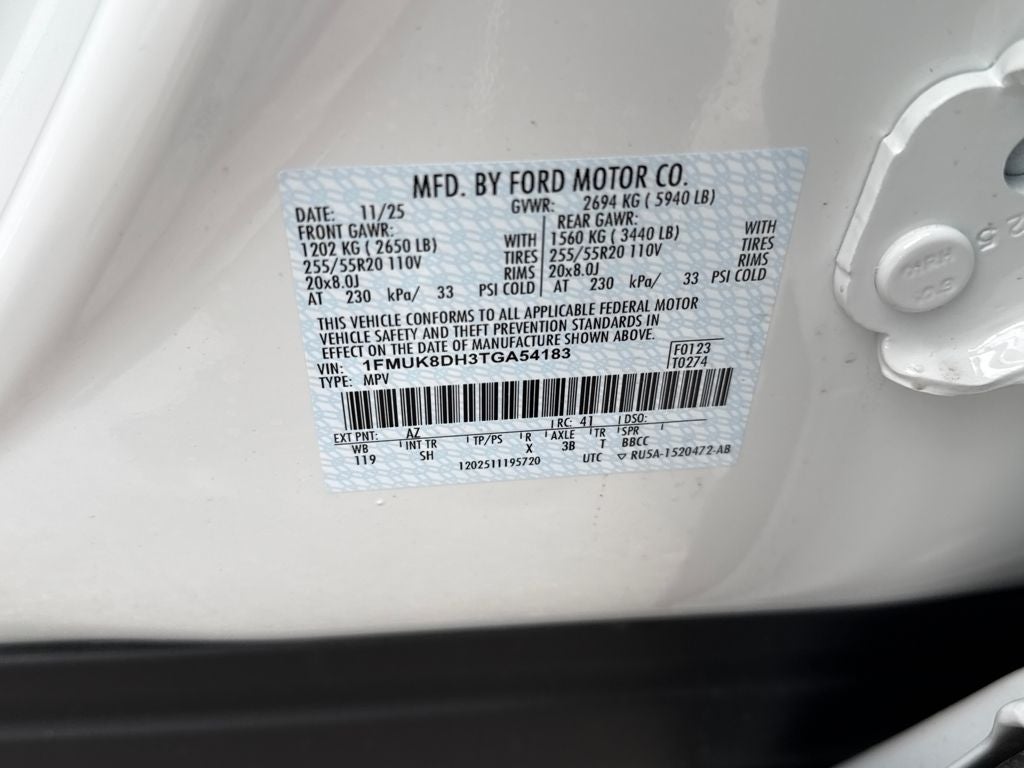 MFD. BY FORD MOTOR CO.
DATE: 11/25 GVWR: 2694 KG ( 5940 LB)
FRONT GAWR: REAR GAWR:
1202 KG ( 2650 LB) WITH 1560 KG ( 3440 LB) WITH
255/55R20 110V TIRES 255/55R20 110V TIRES
20x8.0J RIMS 20x8.0J RIMS
AT 230 kPa/ 33 PSI COLD AT 230 kPa/ 33 PSI COLD
THIS VEHICLE CONFORMS TO ALL APPLICABLE FEDERAL MOTOR
VEHICLE SAFETY AND THEFT PREVENTION STANDARDS IN
EFFECT ON THE DATE OF MANUFACTURE SHOWN ABOVE.
VIN: 1FMUK8DH3TGA54183 F0123
TYPE: MPV T0274
EXT PNT: AZ RC: 41 DSO:
WB INT TR TP/PS R AXLE TR SPR
119 SH X 3B T BBCC
1202511195720 UTC ▽ RU5A-1520472-AB